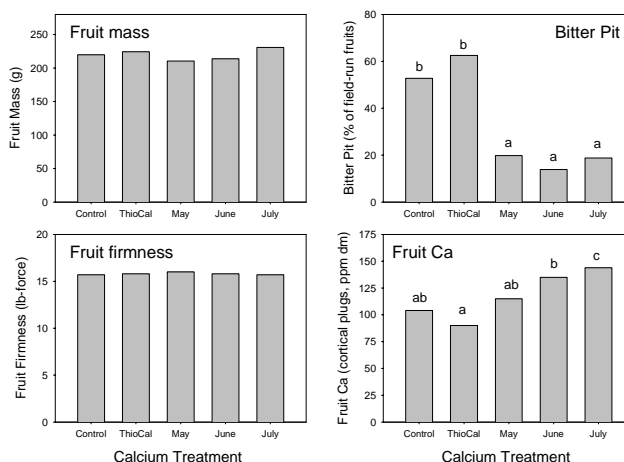 Fruit mass
Fruit Mass (g)
250
200
150
100
50
0
Control ThioCal May June July
Bitter Pit
Bitter Pit (% of field-run fruits)
80
60
40
20
0
b b a a a
Control ThioCal May June July
Fruit firmness
Fruit Firmness (lb-force)
20
15
10
5
0
Control ThioCal May June July
Calcium Treatment
Fruit Ca
Fruit Ca (cortical plugs, ppm dm)
175
150
125
100
75
50
25
0
ab a ab b c
Control ThioCal May June July
Calcium Treatment